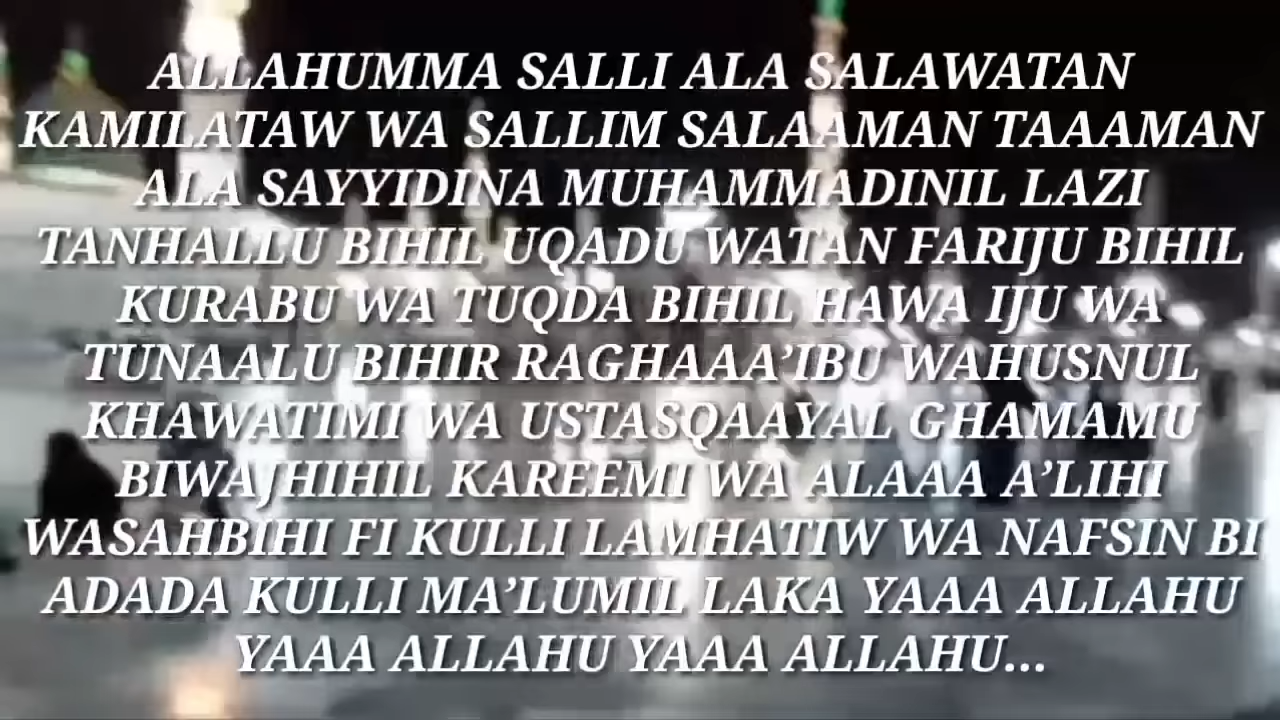 ALLAHUMMA SALLI ALA SALAWATAN
KAMILATAW WA SALLIM SALAAMAN TAAAMAN
ALA SAYYIDINA MUHAMMADINIL LAZI
TANHALLU BIHIL UQADU WATAN FARIJU BIHIL
KURABU WA TUQDA BIHIL HAWA IJU WA
TUNAALU BIHIR RAGHAAA’IBU WAHUSNUL
KHAWATIMI WA USTASQAAYAL GHAMAMU
BIWAJHIHIL KAREEMI WA ALAAA A’LIHI
WASAHBIHI FI KULLI LAMHATIW WA NAFSIN BI
ADADA KULLI MA’LUMIL LAKA YAAA ALLAHU
YAAA ALLAHU YAAA ALLAHU...